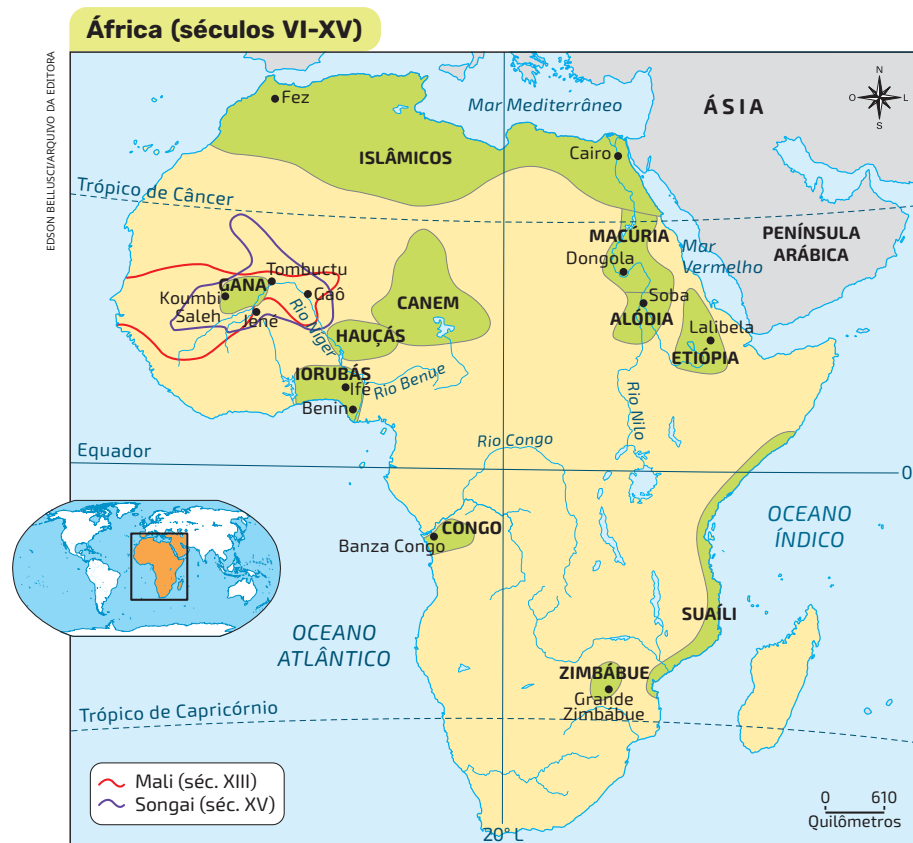 África (séculos VI-XV)
EDSON BELLUSCI/ARQUIVO DA EDITORA
N
O
L
S
Fez
Mar Mediterrâneo
ÁSIA
ISLÂMICOS
Cairo
Trópico de Câncer
MACURIA
Dongola
Mar
Vermelho
PENÍNSULA
ARÁBICA
Tombuctu
GANA
Koumbi
Saleh
Gaô
Jené
CANEM
Soba
ALÓDIA
Lalibela
ETIÓPIA
Rio Níger
HAUÇÁS
IORUBÁS
Ifé
Rio Benue
Benin
Rio Nilo
Equador
Rio Congo
0
CONGO
Banza Congo
OCEANO
ÍNDICO
OCEANO
ATLÂNTICO
SUAÍLI
ZIMBÁBUE
Grande
Zimbábue
Trópico de Capricórnio
Mali (séc. XIII)
Songai (séc. XV)
0 610
Quilômetros
20° L